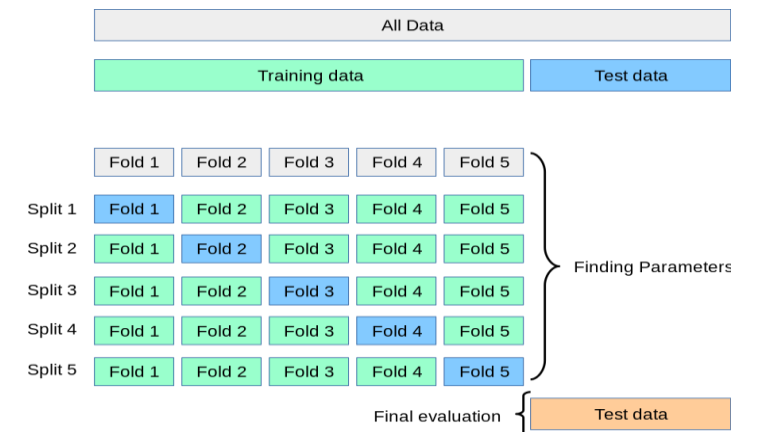 All Data
Training data Test data
Fold 1 Fold 2 Fold 3 Fold 4 Fold 5
Split 1 Fold 1 Fold 2 Fold 3 Fold 4 Fold 5
Split 2 Fold 1 Fold 2 Fold 3 Fold 4 Fold 5
Finding Parameters
Split 3 Fold 1 Fold 2 Fold 3 Fold 4 Fold 5
Split 4 Fold 1 Fold 2 Fold 3 Fold 4 Fold 5
Split 5 Fold 1 Fold 2 Fold 3 Fold 4 Fold 5
Final evaluation Test data